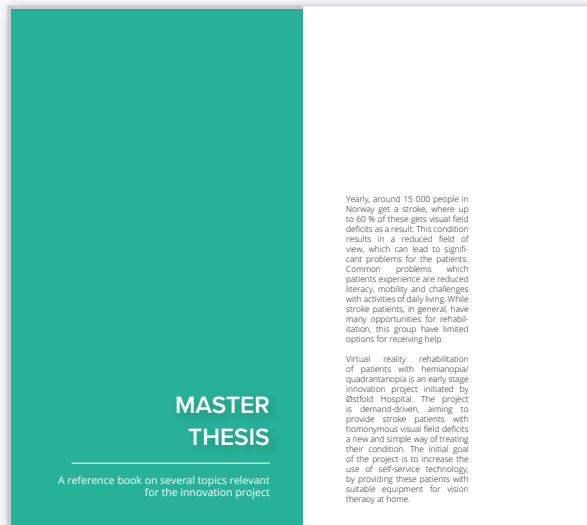 MASTER
THESIS
A reference book on several topics relevant
for the innovation project
Yearly, around 15 000 people in
Norway get a stroke, where up
to 60 % of these gets visual field
deficits as a result. This condition
results in a reduced field of
view, which can lead to signifi-
cant problems for the patients.
Common problems which
patients experience are reduced
literacy, mobility and challenges
with activities of daily living. While
stroke patients, in general, have
many opportunities for rehabil-
itation, this group have limited
options for receiving help.
Virtual reality rehabilitation
of patients with hemianopia/
quadrantanopia is an early stage
innovation project initiated by
Østfold Hospital. The project
is demand-driven, aiming to
provide stroke patients with
homonymous visual field deficits
a new and simple way of treating
their condition. The initial goal
of the project is to increase the
use of self-service technology,
by providing these patients with
suitable equipment for vision
theraoy at home.